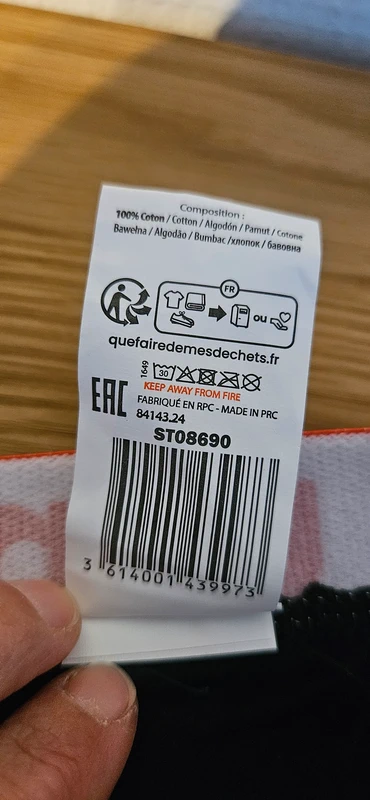 Composition :
100% Coton / Cotton / Algodón / Pamut / Cotone
Bawełna / Algodão / Bumbac /хлопок / бавовна
FR
ou
quefairedemesdechets.fr
1649
30
KEEP AWAY FROM FIRE
EAC
FABRIQUÉ EN RPC - MADE IN PRC
84143.24
ST08690
3 614001 439973